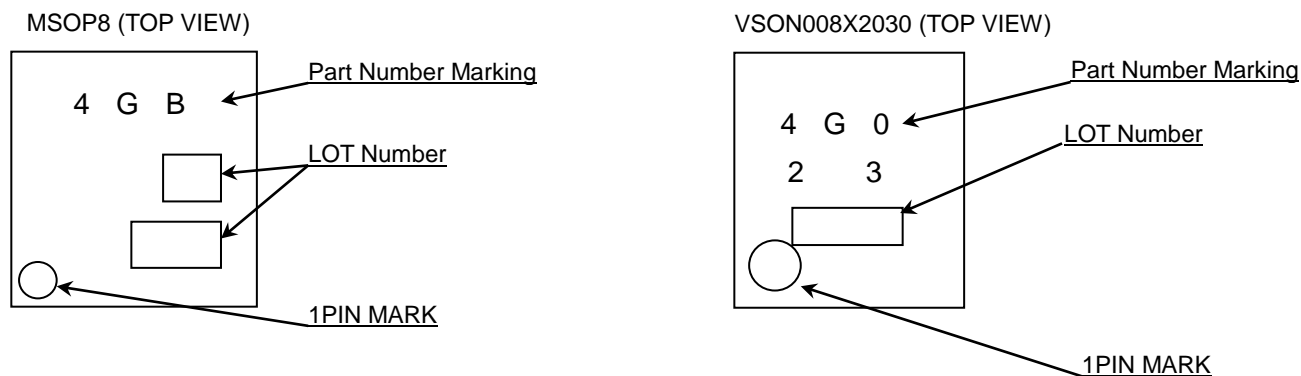 MSOP8 (TOP VIEW)
4 G B
Part Number Marking
LOT Number
1PIN MARK
VSON008X2030 (TOP VIEW)
4 G 0
2 3
Part Number Marking
LOT Number
1PIN MARK